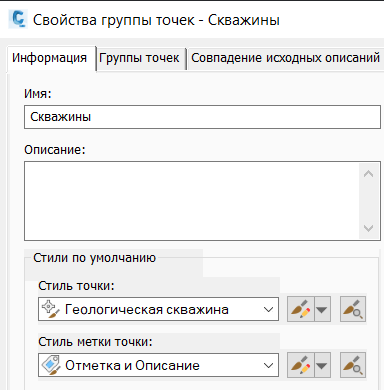 Свойства группы точек - Скважины
Информация Группы точек Совпадение исходных описаний
Имя:
Скважины
Описание:
Стили по умолчанию
Стиль точки:
Геологическая скважина
Стиль метки точки:
Отметка и Описание